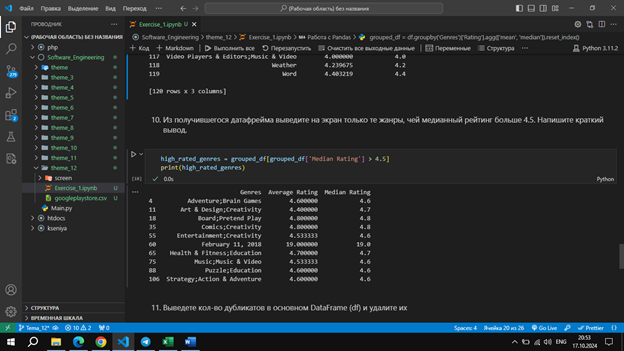 Файл Правка Выделение Вид Переход ···
(Рабочая область) без названия
ПРОВОДНИК ···
(РАБОЧАЯ ОБЛАСТЬ) БЕЗ НАЗВАНИЯ
php
Software_Engineering
theme
theme_3
theme_4
theme_5
theme_6
theme_7
theme_8
theme_9
theme_10
theme_11
theme_12
screen
Exercise_1.ipynb U
googleplaystore.csv U
Main.py
htdocs
kseniya
СТРУКТУРА
ВРЕМЕННАЯ ШКАЛА
Exercise_1.ipynb U
Software_Engineering > theme_12 > Exercise_1.ipynb > Работа с Pandas > grouped_df = df.groupby('Genres')['Rating'].agg(['mean', 'median']).reset_index()
+ Код + Markdown Выполнить все Перезапустить Очистить все выходные данные Переменные Структура ··· Python 3.11.2
117 Video Players & Editors;Music & Video 4.000000 4.0
118 Weather 4.239675 4.2
119 Word 4.403219 4.4
[120 rows x 3 columns]
10. Из получившегося датафрейма выведите на экран только те жанры, чей медианный рейтинг больше 4.5. Напишите краткий
вывод.
high_rated_genres = grouped_df[grouped_df['Median Rating'] > 4.5]
print(high_rated_genres)
[10] 0.0s Python
Genres Average Rating Median Rating
4 Adventure;Brain Games 4.600000 4.6
11 Art & Design;Creativity 4.400000 4.7
18 Board;Pretend Play 4.800000 4.8
35 Comics;Creativity 4.800000 4.8
55 Entertainment;Creativity 4.533333 4.6
60 February 11, 2018 19.000000 19.0
65 Health & Fitness;Education 4.700000 4.7
75 Music;Music & Video 4.533333 4.6
88 Puzzle;Education 4.600000 4.6
106 Strategy;Action & Adventure 4.600000 4.6
11. Выведете кол-во дубликатов в основном DataFrame (df) и удалите их
Tema_12* 10 2 0 Spaces: 4 Ячейка 20 из 26 Go Live Prettier
ENG 20:53
17.10.2024